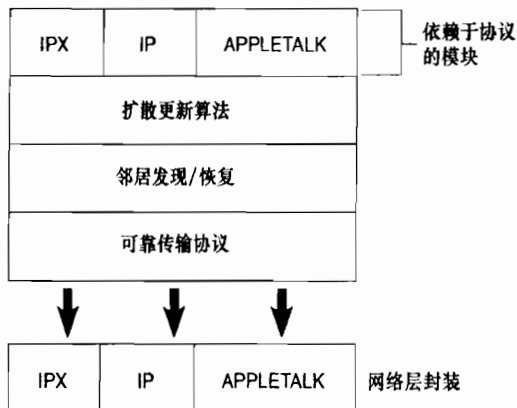 IPX IP APPLETALK
依赖于协议
的模块
扩散更新算法
邻居发现/恢复
可靠传输协议
IPX IP APPLETALK 网络层封装